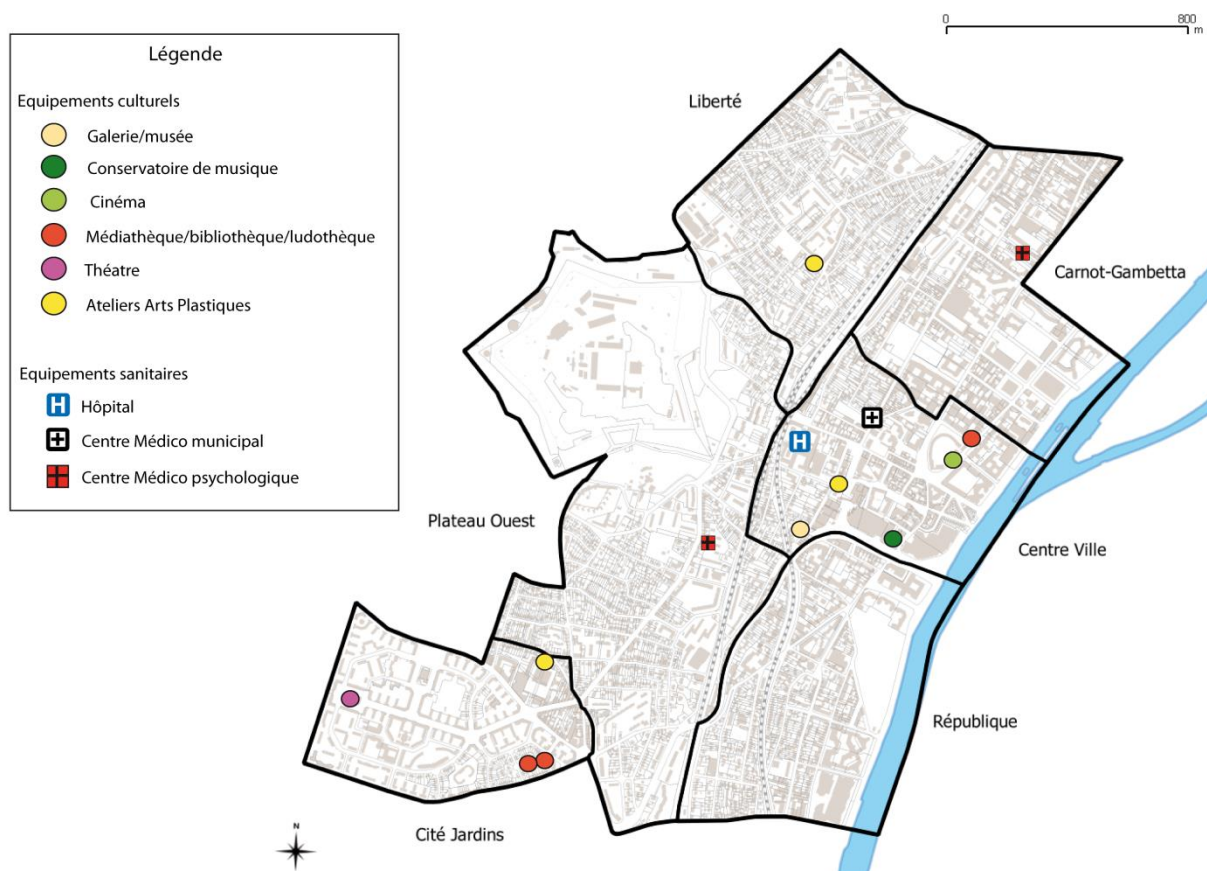 0 800
m
Légende
Equipements culturels
Galerie/musée
Conservatoire de musique
Cinéma
Médiathèque/bibliothèque/ludothèque
Théatre
Ateliers Arts Plastiques
Equipements sanitaires
H Hôpital
Centre Médico municipal
Centre Médico psychologique
Liberté
Carnot-Gambetta
H
Plateau Ouest
Centre Ville
République
Cité Jardins
N